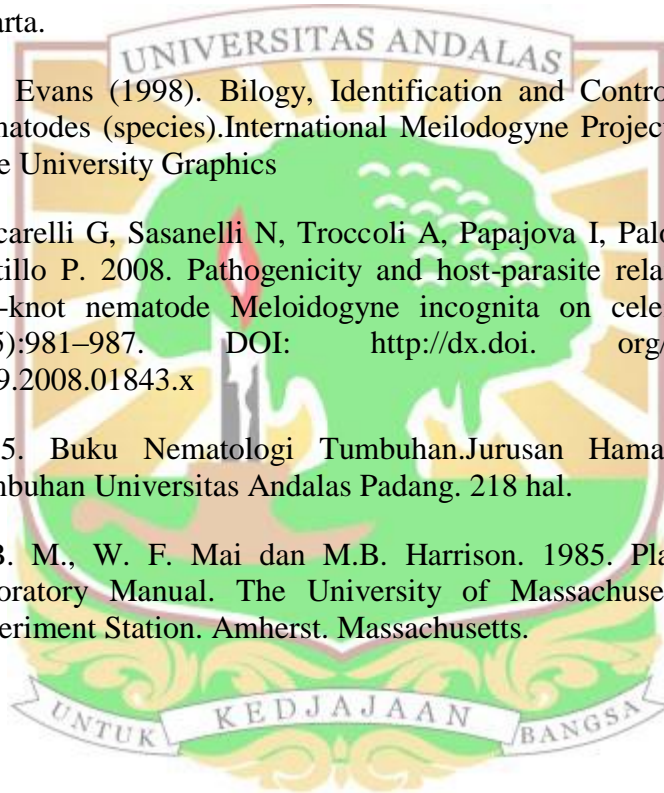 arta.
UNIVERSITAS ANDALAS
Evans (1998). Bilogy, Identification and Contro
matodes (species).International Meilodogyne Project
e University Graphics
carelli G, Sasanelli N, Troccoli A, Papajova I, Palo
tillo P. 2008. Pathogenicity and host-parasite rela
-knot nematode Meloidogyne incognita on cele
5):981–987. DOI: http://dx.doi. org/
9.2008.01843.x
5. Buku Nematologi Tumbuhan.Jurusan Hama
mbuhan Universitas Andalas Padang. 218 hal.
B. M., W. F. Mai dan M.B. Harrison. 1985. Pla
oratory Manual. The University of Massachuse
periment Station. Amherst. Massachusetts.
UNTUK KEDJAJAAN BANGSA